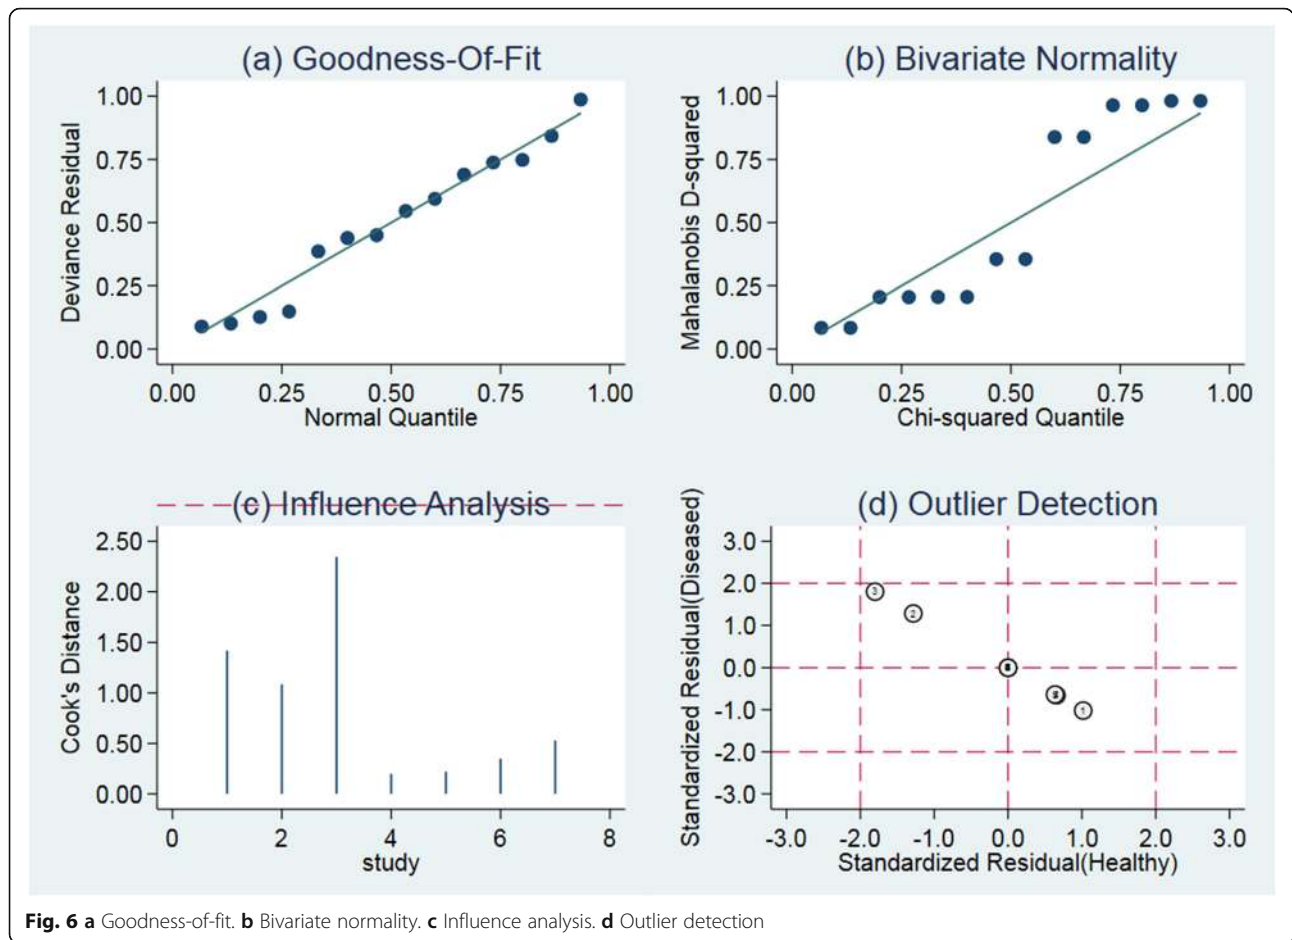 (a) Goodness-Of-Fit
Deviance Residual
1.00
0.75
0.50
0.25
0.00
0.00 0.25 0.50 0.75 1.00
Normal Quantile
(b) Bivariate Normality
Mahalanobis D-squared
1.00
0.75
0.50
0.25
0.00
0.00 0.25 0.50 0.75 1.00
Chi-squared Quantile
(c) Influence Analysis
Cook's Distance
2.50
2.00
1.50
1.00
0.50
0.00
0 2 4 6 8
study
(d) Outlier Detection
Standardized Residual(Diseased)
3.0
2.0
1.0
0.0
-1.0
-2.0
-3.0
3
2
1
-3.0 -2.0 -1.0 0.0 1.0 2.0 3.0
Standardized Residual(Healthy)
Fig. 6 a Goodness-of-fit. b Bivariate normality. c Influence analysis. d Outlier detection